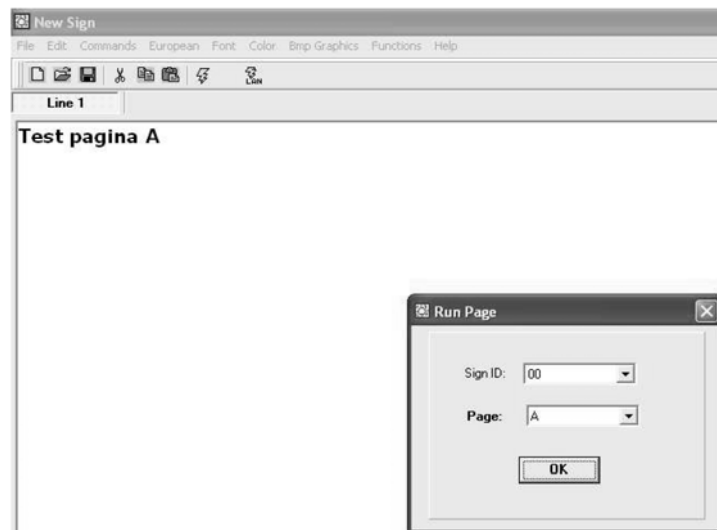 New Sign
File Edit Commands European Font Color Bmp Graphics Functions Help
LAN
Line 1
Test pagina A
Run Page
Sign ID: 00
Page: A
OK